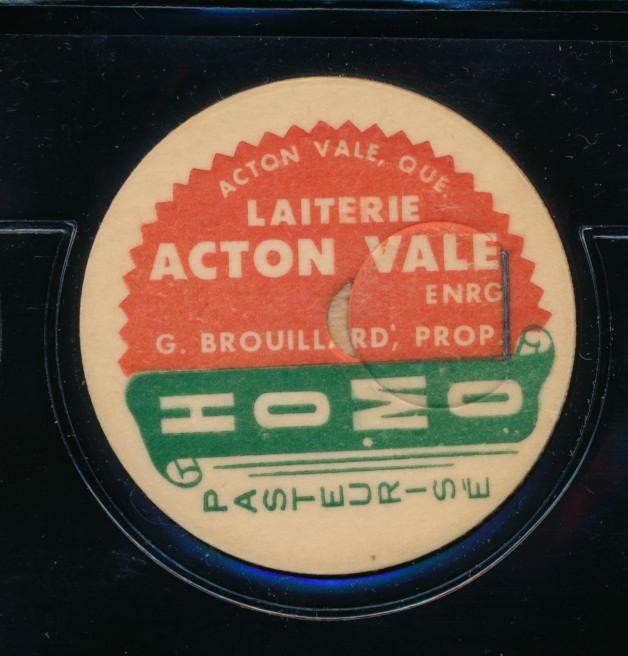 ACTON VALE, QUE.
LAITERIE
ACTON VALE
ENRG
G. BROUILLARD, PROP.
HOMO
PASTEURISÉ